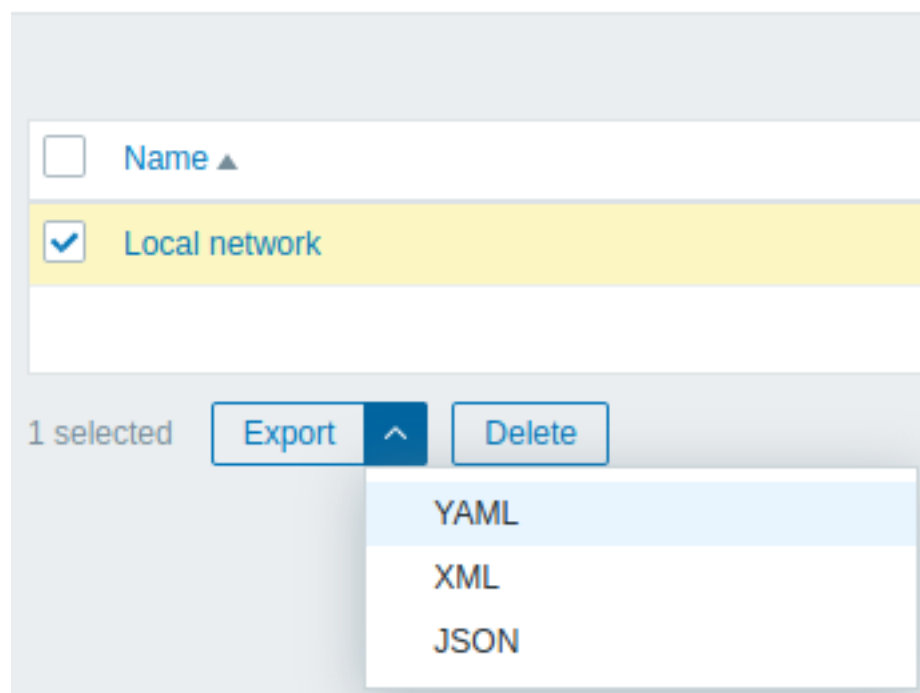 Name
Local network
1 selected Export Delete
YAML
XML
JSON